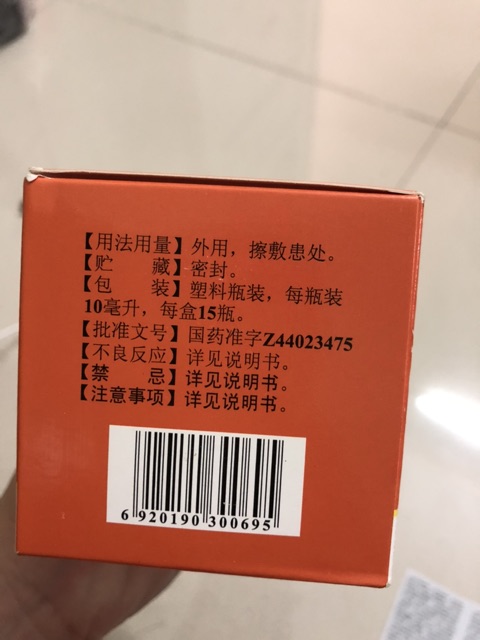 【用法用量】外用，擦敷患处。
【贮 藏】密封。
【包 装】塑料瓶装，每瓶装
10毫升，每盒15瓶。
【批准文号】国药准字Z44023475
【不良反应】详见说明书。
【禁 忌】详见说明书。
【注意事项】详见说明书。
6 920190 300695